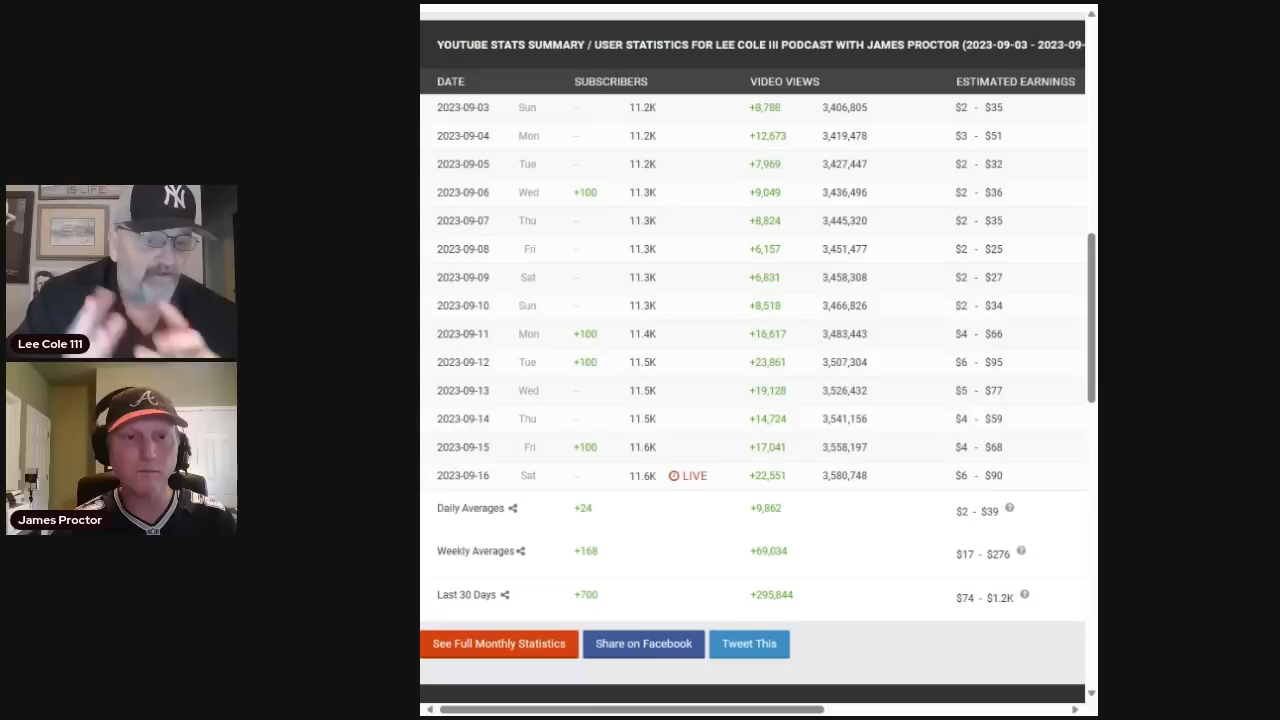 YOUTUBE STATS SUMMARY / USER STATISTICS FOR LEE COLE III PODCAST WITH JAMES PROCTOR (2023-09-03 - 2023-09-
DATE SUBSCRIBERS VIDEO VIEWS ESTIMATED EARNINGS
2023-09-03 Sun -- 11.2K +8,788 3,406,805 $2 - $35
2023-09-04 Mon -- 11.2K +12,673 3,419,478 $3 - $51
2023-09-05 Tue -- 11.2K +7,969 3,427,447 $2 - $32
2023-09-06 Wed +100 11.3K +9,049 3,436,496 $2 - $36
2023-09-07 Thu -- 11.3K +8,824 3,445,320 $2 - $35
2023-09-08 Fri -- 11.3K +6,157 3,451,477 $2 - $25
2023-09-09 Sat -- 11.3K +6,831 3,458,308 $2 - $27
2023-09-10 Sun -- 11.3K +8,518 3,466,826 $2 - $34
2023-09-11 Mon +100 11.4K +16,617 3,483,443 $4 - $66
2023-09-12 Tue +100 11.5K +23,861 3,507,304 $6 - $95
2023-09-13 Wed -- 11.5K +19,128 3,526,432 $5 - $77
2023-09-14 Thu -- 11.5K +14,724 3,541,156 $4 - $59
2023-09-15 Fri +100 11.6K +17,041 3,558,197 $4 - $68
2023-09-16 Sat -- 11.6K LIVE +22,551 3,580,748 $6 - $90
Daily Averages +24 +9,862 $2 - $39
Weekly Averages +168 +69,034 $17 - $276
Last 30 Days +700 +295,844 $74 - $1.2K
See Full Monthly Statistics Share on Facebook Tweet This
IS LIFE
NY
Lee Cole 111
A
James Proctor